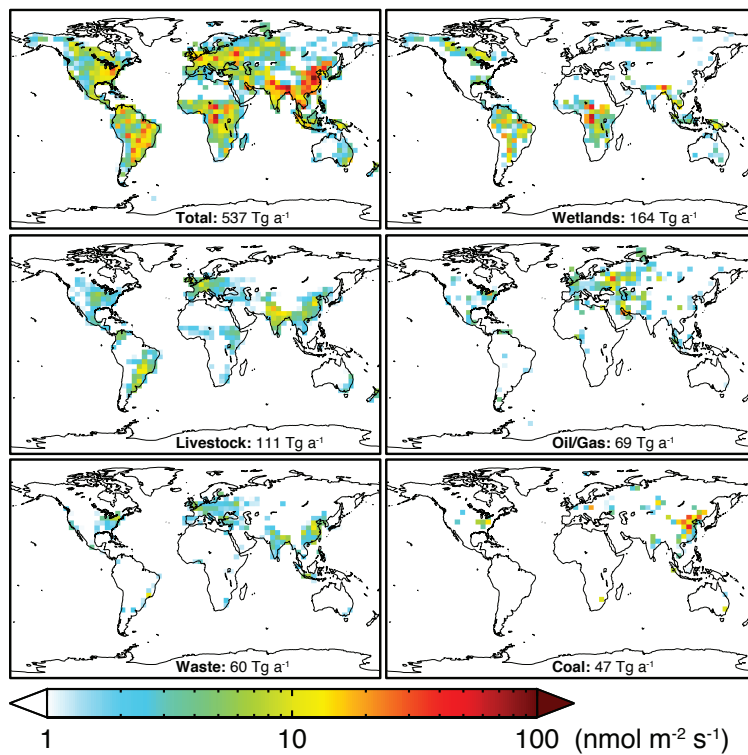 Total: 537 Tg a⁻¹
Wetlands: 164 Tg a⁻¹
Livestock: 111 Tg a⁻¹
Oil/Gas: 69 Tg a⁻¹
Waste: 60 Tg a⁻¹
Coal: 47 Tg a⁻¹
1 10 100 (nmol m⁻² s⁻¹)